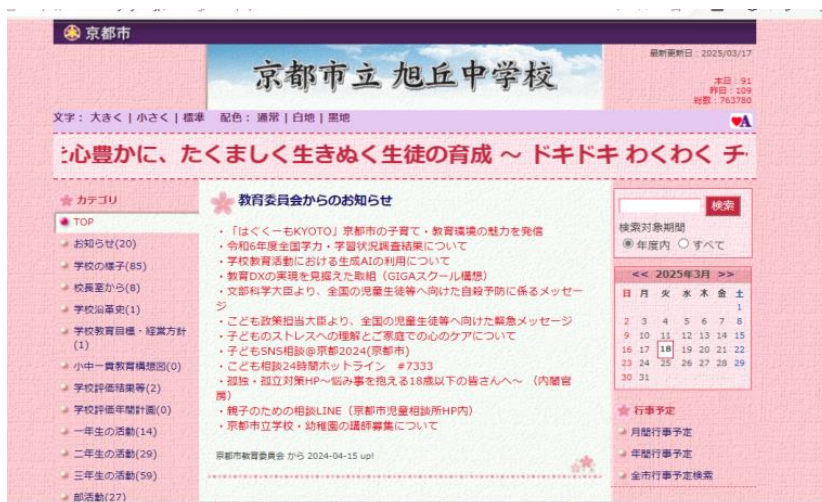 京都市
京都市立 旭丘中学校
最新更新日：2025/03/17
本日：91
昨日：109
総数：763780
文字： 大きく | 小さく | 標準 配色： 通常 | 白地 | 黒地
心豊かに、たくましく生きぬく生徒の育成 ～ ドキドキ わくわく チ
カテゴリ
TOP
お知らせ(20)
学校の様子(85)
校長室から(8)
学校沿革史(1)
学校教育目標・経営方針
(1)
小中一貫教育構想図(0)
学校評価結果等(2)
学校評価年間計画(0)
一年生の活動(14)
二年生の活動(29)
三年生の活動(59)
部活動(27)
教育委員会からのお知らせ
・「はぐくーもKYOTO」京都市の子育て・教育環境の魅力を発信
・令和6年度全国学力・学習状況調査結果について
・学校教育活動における生成AIの利用について
・教育DXの実現を見据えた取組（GIGAスクール構想）
・文部科学大臣より、全国の児童生徒等へ向けた自殺予防に係るメッセー
ジ
・こども政策担当大臣より、全国の児童生徒等へ向けた緊急メッセージ
・子どものストレスへの理解とご家庭での心のケアについて
・子どもSNS相談@京都2024(京都市)
・こども相談24時間ホットライン #7333
・孤独・孤立対策HP～悩み事を抱える18歳以下の皆さんへ～ （内閣官
房）
・親子のための相談LINE（京都市児童相談所HP内）
・京都市立学校・幼稚園の講師募集について
京都市教育委員会 から 2024-04-15 up!
検索
検索対象期間
年度内 すべて
<< 2025年3月 >>
日 月 火 水 木 金 土
1
2 3 4 5 6 7 8
9 10 11 12 13 14 15
16 17 18 19 20 21 22
23 24 25 26 27 28 29
30 31
行事予定
月間行事予定
年間行事予定
全市行事予定検索